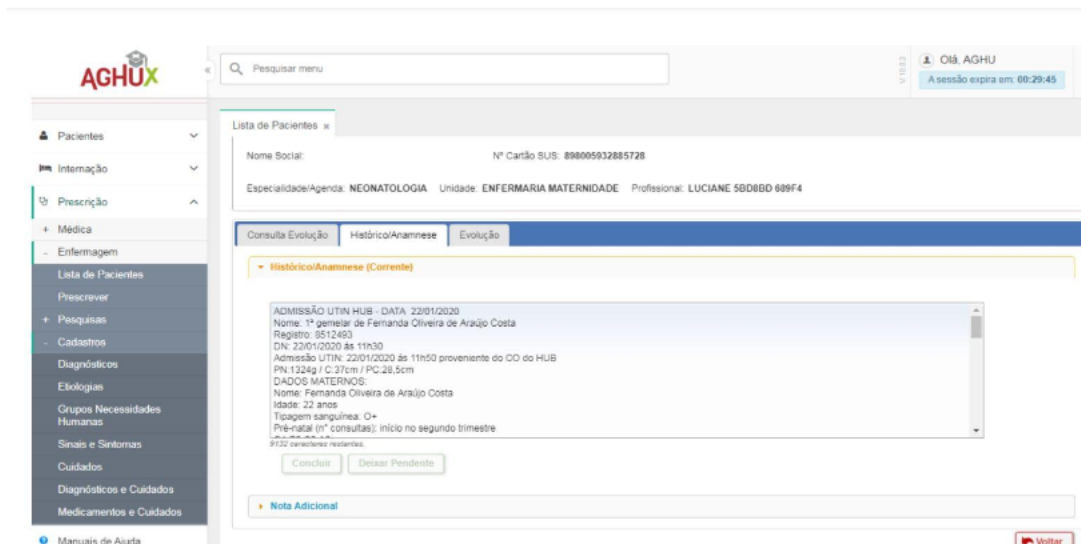 AGHUX
«
Pesquisar menu
Olá, AGHU
A sessão expira em: 00:29:45
Pacientes
Internação
Prescrição
+ Médica
- Enfermagem
Lista de Pacientes
Prescrever
+ Pesquisas
- Cadastros
Diagnósticos
Etiologias
Grupos Necessidades
Humanas
Sinais e Sintomas
Cuidados
Diagnósticos e Cuidados
Medicamentos e Cuidados
Manuais de Ajuda
Lista de Pacientes
Nome Social: Nº Cartão SUS: 898005932885728
Especialidade/Agenda: NEONATOLOGIA Unidade: ENFERMARIA MATERNIDADE Profissional: LUCIANE 5BD8BD 689F4
Consulta Evolução Histórico/Anamnese Evolução
Histórico/Anamnese (Corrente)
ADMISSÃO UTIN HUB - DATA 22/01/2020
Nome: 1ª gemelar de Fernanda Oliveira de Araújo Costa
Registro: 8512493
DN: 22/01/2020 às 11h30
Admissão UTIN: 22/01/2020 às 11h50 proveniente do CO do HUB
PN:1324g / C:37cm / PC:28,5cm
DADOS MATERNOS:
Nome: Fernanda Oliveira de Araújo Costa
Idade: 22 anos
Tipagem sanguínea: O+
Pré-natal (nº consultas): início no segundo trimestre
9132 caracteres restantes.
Concluir Deixar Pendente
Nota Adicional
Voltar